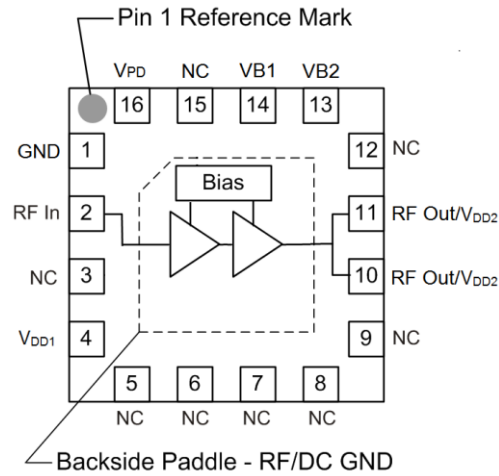 Pin 1 Reference Mark
VPD NC VB1 VB2
16 15 14 13
GND 1 12 NC
Bias
RF In 2 11 RF Out/VDD2
NC 3 10 RF Out/VDD2
VDD1 4 9 NC
5 6 7 8
NC NC NC NC
Backside Paddle - RF/DC GND